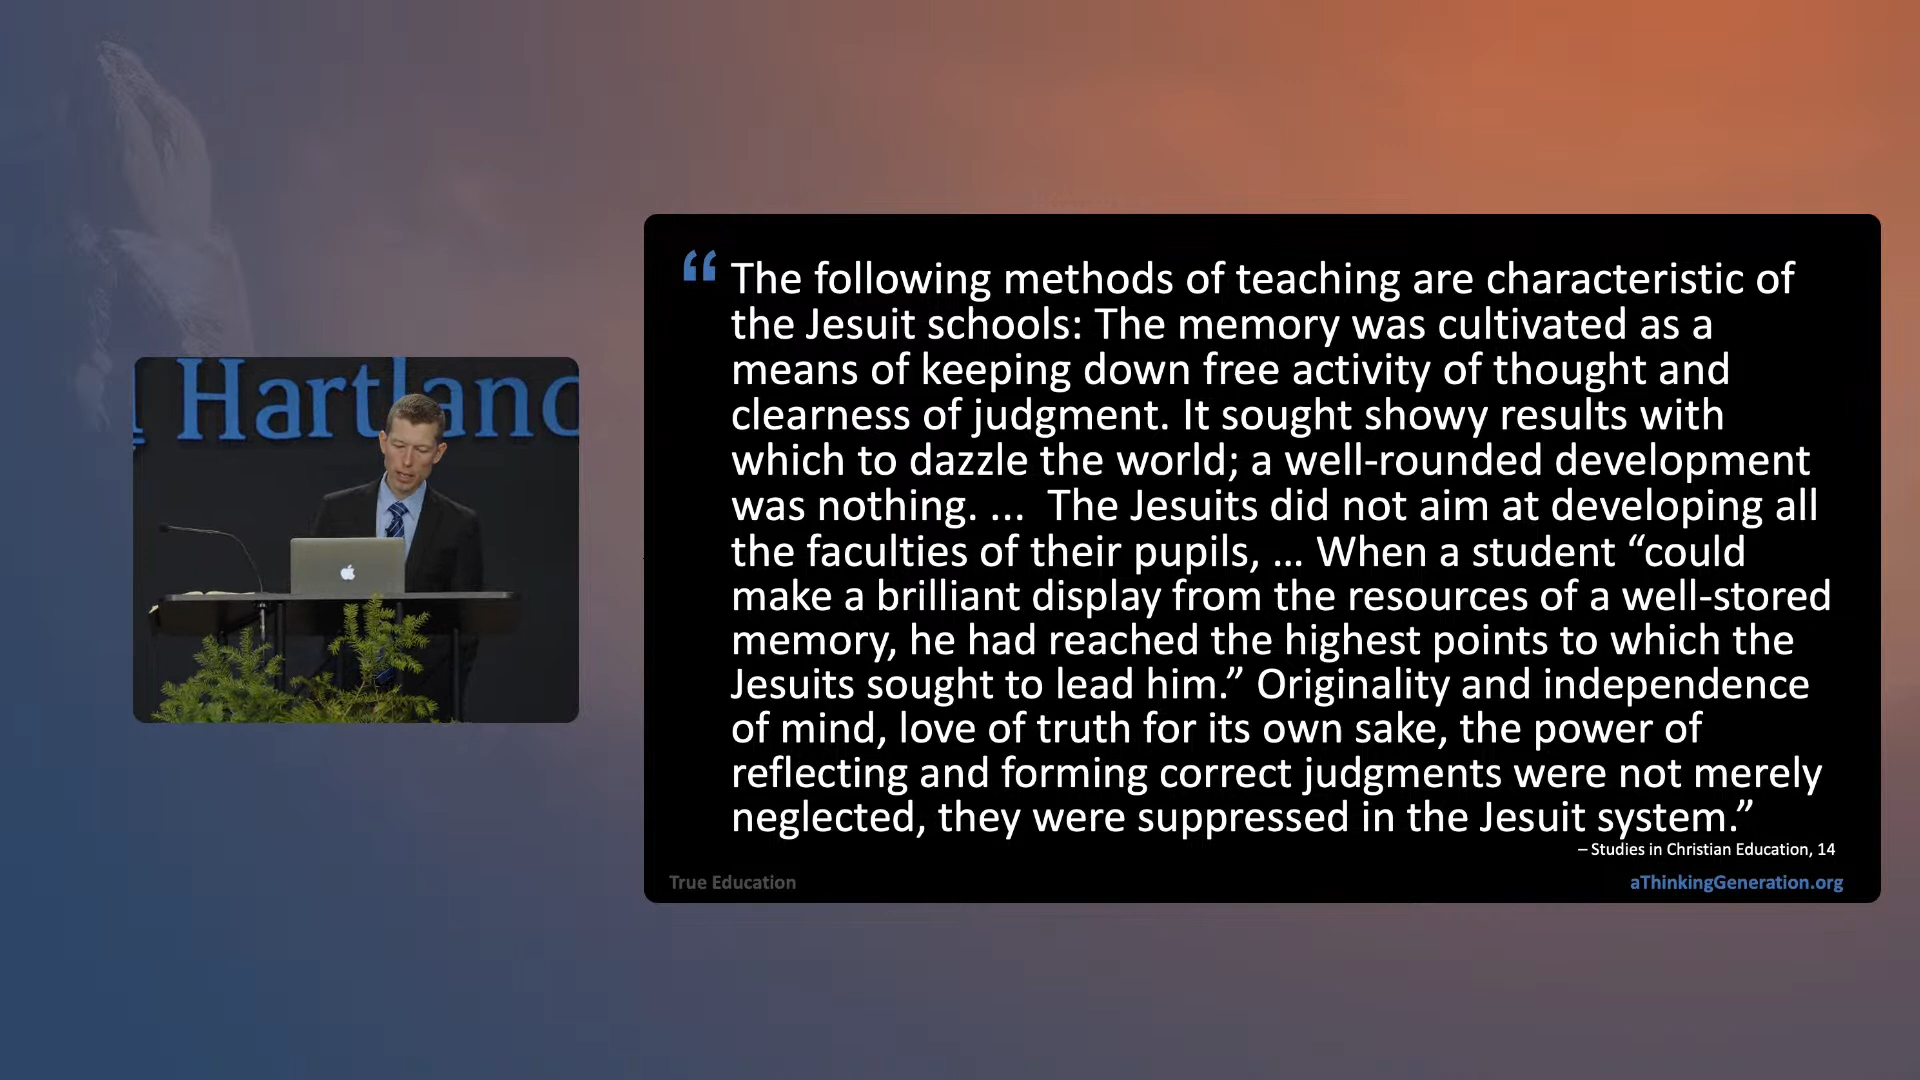 Hartland
“ The following methods of teaching are characteristic of
the Jesuit schools: The memory was cultivated as a
means of keeping down free activity of thought and
clearness of judgment. It sought showy results with
which to dazzle the world; a well-rounded development
was nothing. ...  The Jesuits did not aim at developing all
the faculties of their pupils, ... When a student “could
make a brilliant display from the resources of a well-stored
memory, he had reached the highest points to which the
Jesuits sought to lead him.” Originality and independence
of mind, love of truth for its own sake, the power of
reflecting and forming correct judgments were not merely
neglected, they were suppressed in the Jesuit system.”
– Studies in Christian Education, 14
True Education
aThinkingGeneration.org